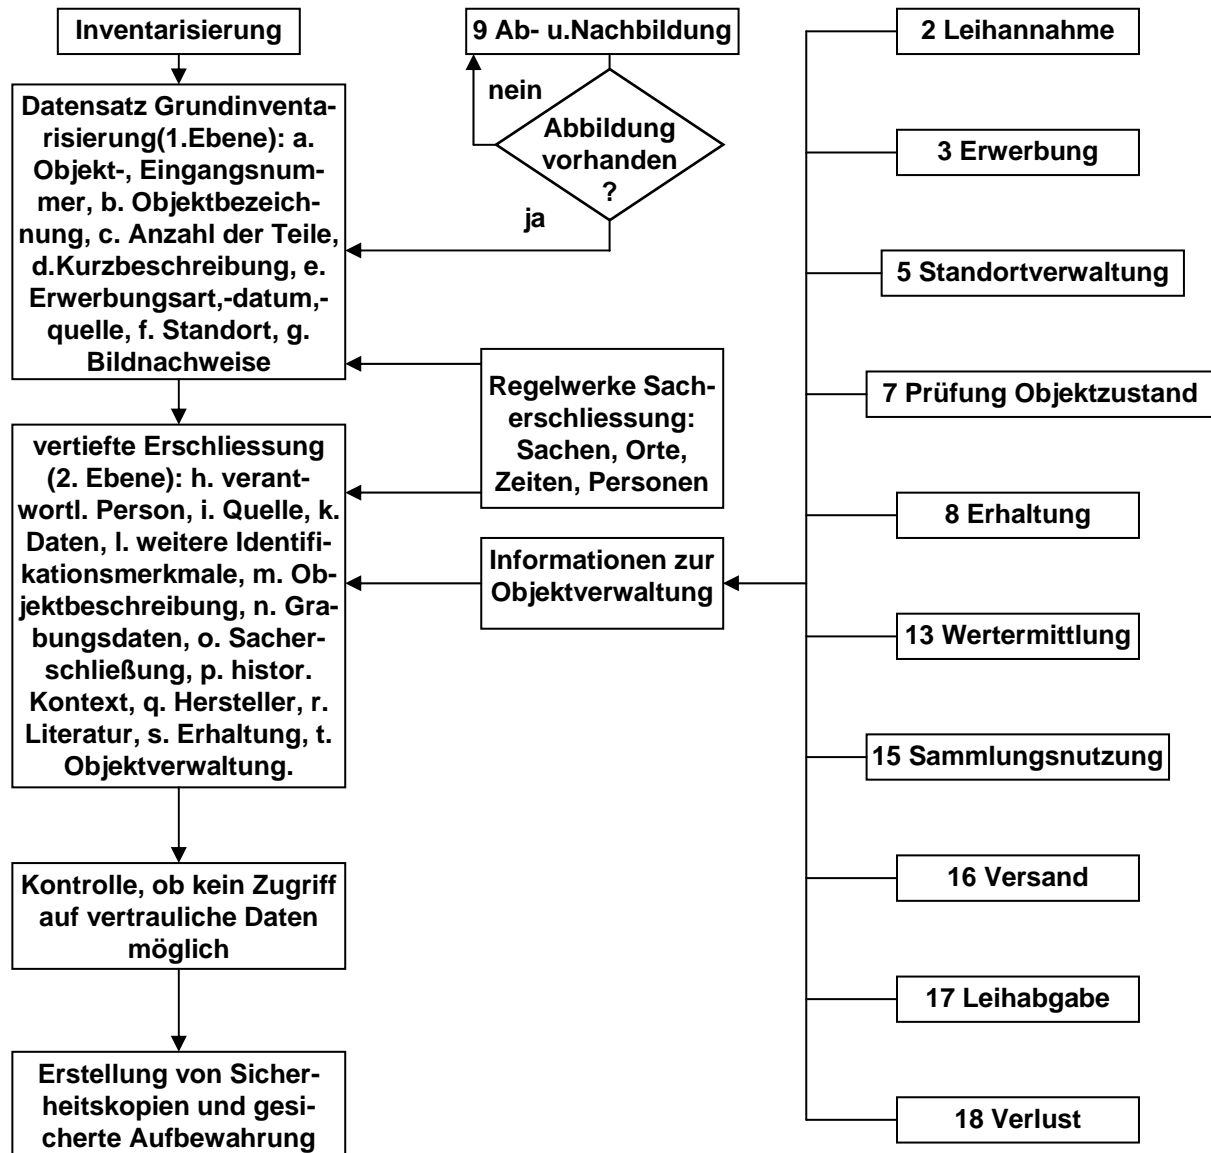 Inventarisierung
Datensatz Grundinventa-
risierung(1.Ebene): a.
Objekt-, Eingangsnum-
mer, b. Objektbezeich-
nung, c. Anzahl der Teile,
d.Kurzbeschreibung, e.
Erwerbungsart,-datum,-
quelle, f. Standort, g.
Bildnachweise
vertiefte Erschliessung
(2. Ebene): h. verant-
wortl. Person, i. Quelle, k.
Daten, l. weitere Identifi-
kationsmerkmale, m. Ob-
jektbeschreibung, n. Gra-
bungsdaten, o. Sacher-
schließung, p. histor.
Kontext, q. Hersteller, r.
Literatur, s. Erhaltung, t.
Objektverwaltung.
Kontrolle, ob kein Zugriff
auf vertrauliche Daten
möglich
Erstellung von Sicher-
heitskopien und gesi-
cherte Aufbewahrung
9 Ab- u.Nachbildung
nein
Abbildung
vorhanden
?
ja
Regelwerke Sach-
erschliessung:
Sachen, Orte,
Zeiten, Personen
Informationen zur
Objektverwaltung
2 Leihannahme
3 Erwerbung
5 Standortverwaltung
7 Prüfung Objektzustand
8 Erhaltung
13 Wertermittlung
15 Sammlungsnutzung
16 Versand
17 Leihabgabe
18 Verlust